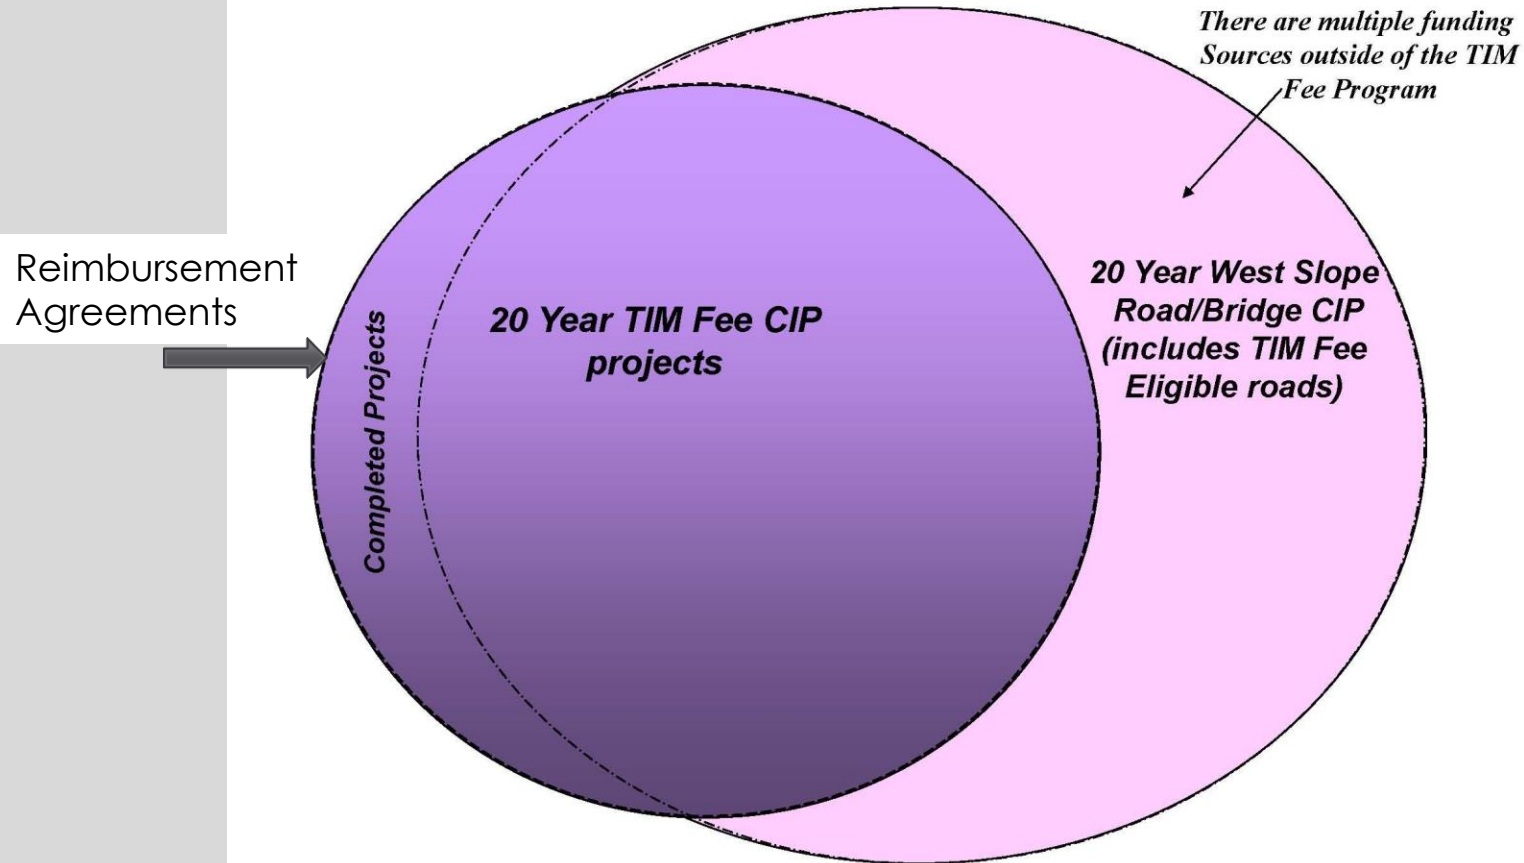 There are multiple funding
Sources outside of the TIM
Fee Program
Reimbursement
Agreements
Completed Projects
20 Year TIM Fee CIP
projects
20 Year West Slope
Road/Bridge CIP
(includes TIM Fee
Eligible roads)